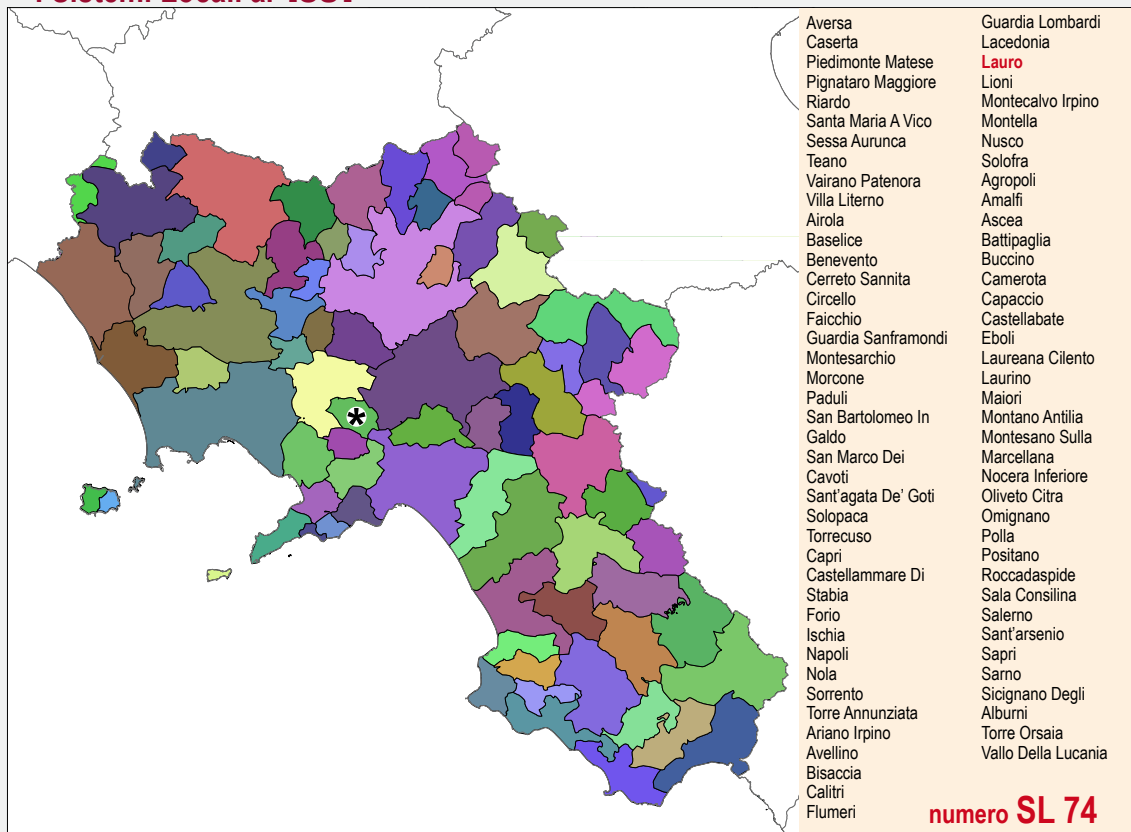 sistemi Locali
Aversa
Caserta
Piedimonte Matese
Pignataro Maggiore
Riardo
Santa Maria A Vico
Sessa Aurunca
Teano
Vairano Patenora
Villa Literno
Airola
Baselice
Benevento
Cerreto Sannita
Circello
Faicchio
Guardia Sanframondi
Montesarchio
Morcone
Paduli
San Bartolomeo In
Galdo
San Marco Dei
Cavoti
Sant'agata De' Goti
Solopaca
Torrecuso
Capri
Castellammare Di
Stabia
Forio
Ischia
Napoli
Nola
Sorrento
Torre Annunziata
Ariano Irpino
Avellino
Bisaccia
Calitri
Flumeri
Guardia Lombardi
Lacedonia
Lauro
Lioni
Montecalvo Irpino
Montella
Nusco
Solofra
Agropoli
Amalfi
Ascea
Battipaglia
Buccino
Camerota
Capaccio
Castellabate
Eboli
Laureana Cilento
Laurino
Maiori
Montano Antilia
Montesano Sulla
Marcellana
Nocera Inferiore
Oliveto Citra
Omignano
Polla
Positano
Roccadaspide
Sala Consilina
Salerno
Sant'arsenio
Sapri
Sarno
Sicignano Degli
Alburni
Torre Orsaia
Vallo Della Lucania
numero SL 74